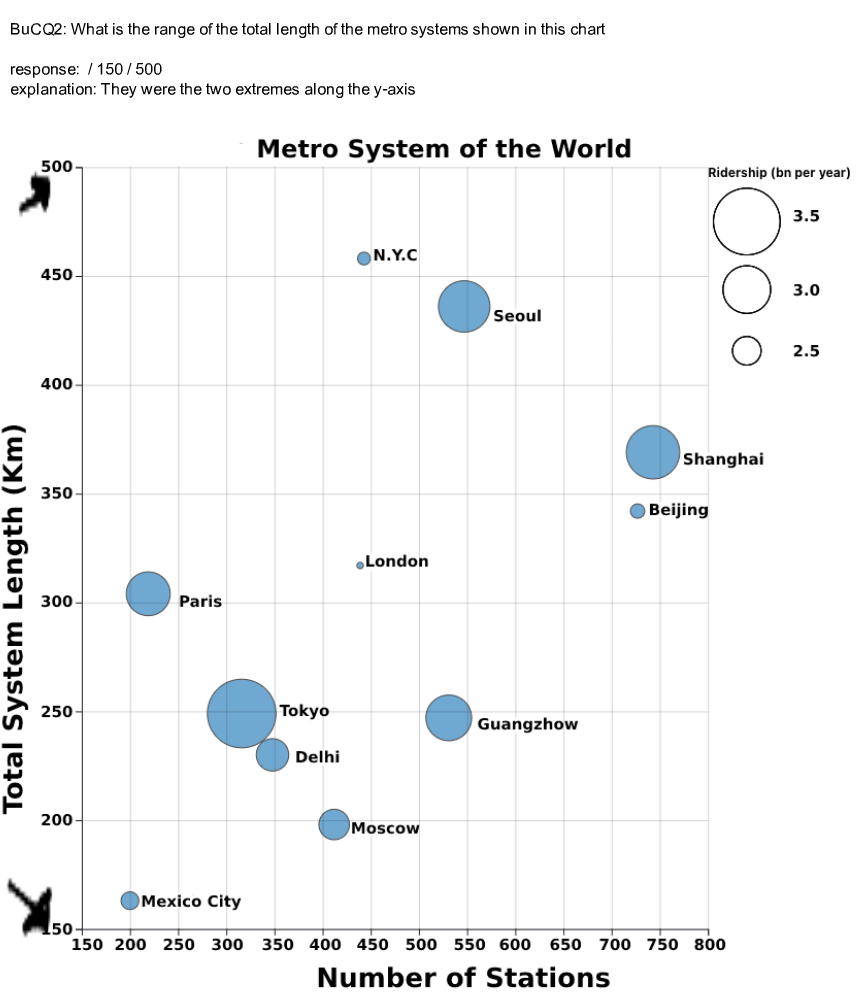 BuCQ2: What is the range of the total length of the metro systems shown in this chart
response:  / 150 / 500
explanation: They were the two extremes along the y-axis
Metro System of the World
Ridership (bn per year)
3.5
3.0
2.5
Total System Length (Km)
500
450
400
350
300
250
200
150
N.Y.C
Seoul
Shanghai
Beijing
London
Paris
Tokyo
Guangzhow
Delhi
Moscow
Mexico City
150 200 250 300 350 400 450 500 550 600 650 700 750 800
Number of Stations